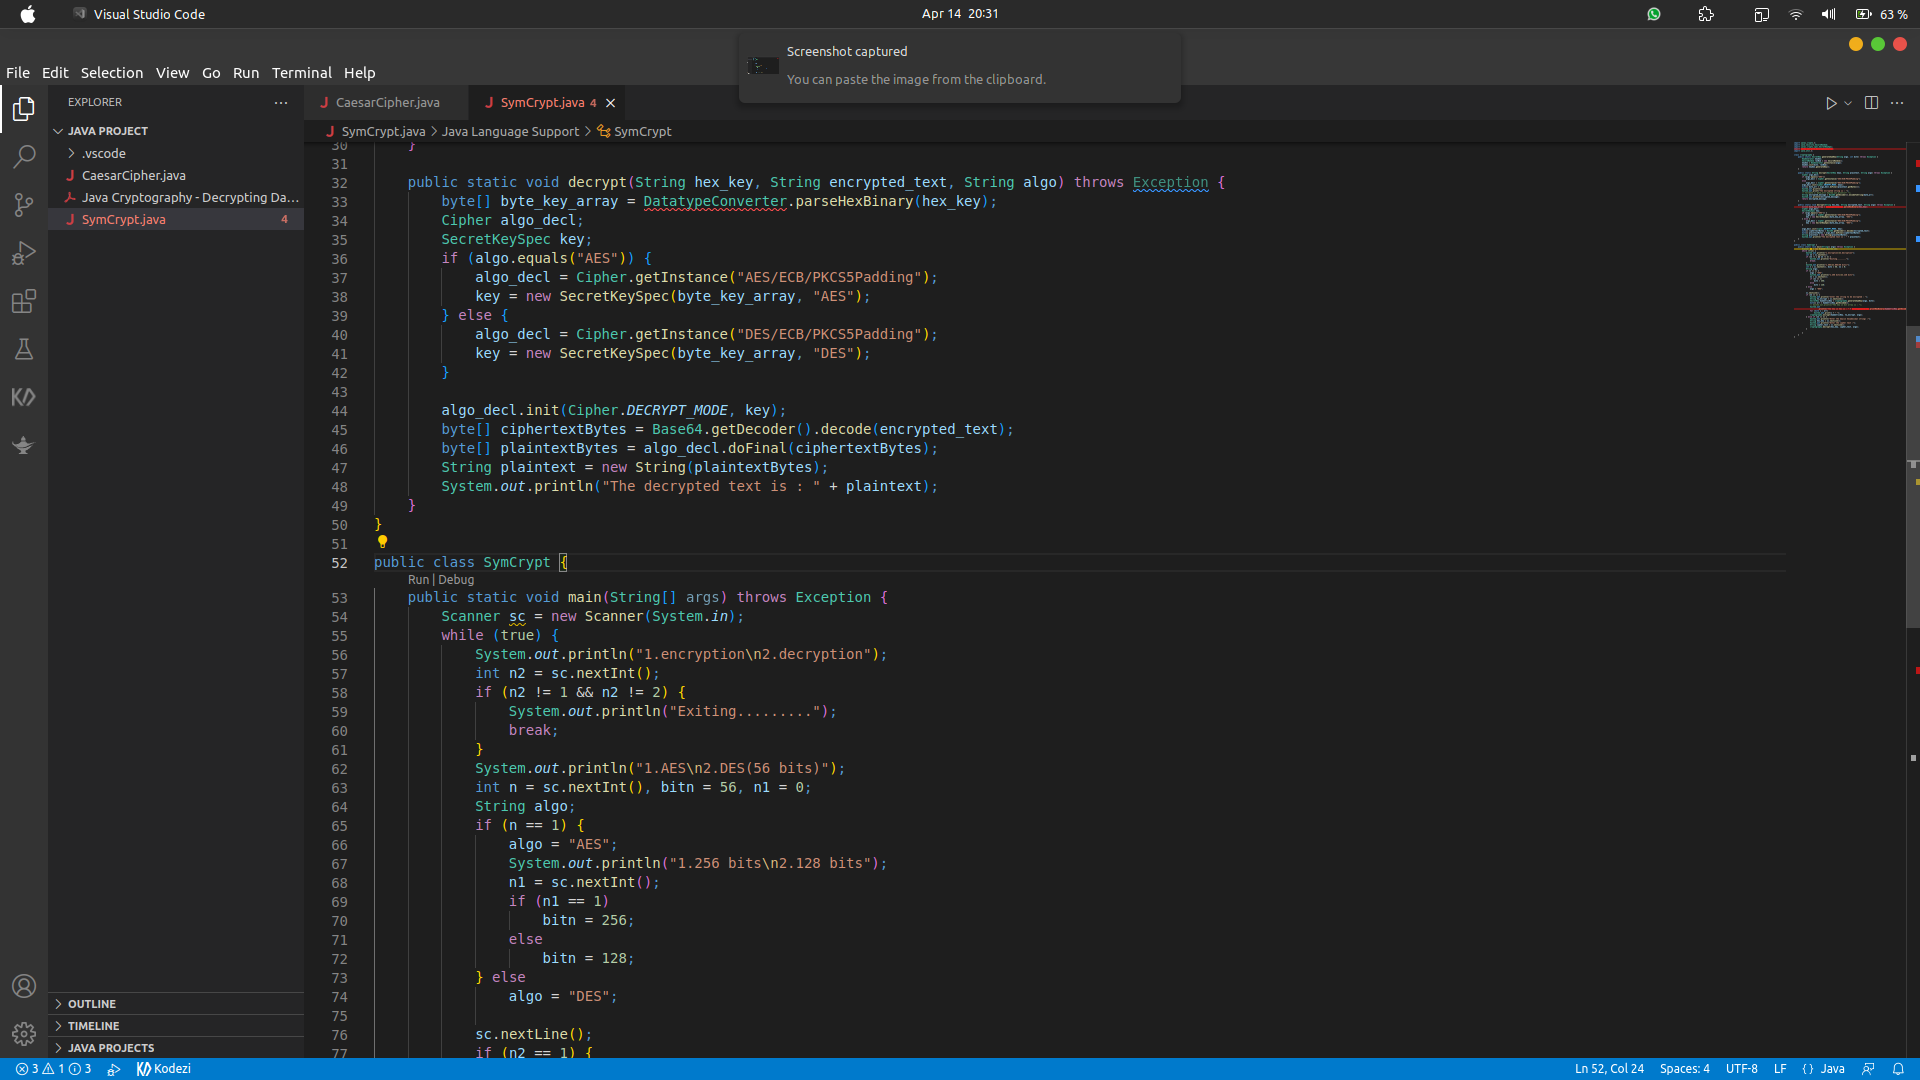 Visual Studio Code
Apr 14 20:31
63 %
Screenshot captured
You can paste the image from the clipboard.
File Edit Selection View Go Run Terminal Help
EXPLORER
JAVA PROJECT
.vscode
CaesarCipher.java
Java Cryptography - Decrypting Da...
SymCrypt.java 4
OUTLINE
TIMELINE
JAVA PROJECTS
CaesarCipher.java
SymCrypt.java 4
SymCrypt.java > Java Language Support > SymCrypt
30 }
31
32 public static void decrypt(String hex_key, String encrypted_text, String algo) throws Exception {
33 byte[] byte_key_array = DatatypeConverter.parseHexBinary(hex_key);
34 Cipher algo_decl;
35 SecretKeySpec key;
36 if (algo.equals("AES")) {
37 algo_decl = Cipher.getInstance("AES/ECB/PKCS5Padding");
38 key = new SecretKeySpec(byte_key_array, "AES");
39 } else {
40 algo_decl = Cipher.getInstance("DES/ECB/PKCS5Padding");
41 key = new SecretKeySpec(byte_key_array, "DES");
42 }
43
44 algo_decl.init(Cipher.DECRYPT_MODE, key);
45 byte[] ciphertextBytes = Base64.getDecoder().decode(encrypted_text);
46 byte[] plaintextBytes = algo_decl.doFinal(ciphertextBytes);
47 String plaintext = new String(plaintextBytes);
48 System.out.println("The decrypted text is : " + plaintext);
49 }
50 }
51
52 public class SymCrypt {
Run | Debug
53 public static void main(String[] args) throws Exception {
54 Scanner sc = new Scanner(System.in);
55 while (true) {
56 System.out.println("1.encryption\n2.decryption");
57 int n2 = sc.nextInt();
58 if (n2 != 1 && n2 != 2) {
59 System.out.println("Exiting.........");
60 break;
61 }
62 System.out.println("1.AES\n2.DES(56 bits)");
63 int n = sc.nextInt(), bitn = 56, n1 = 0;
64 String algo;
65 if (n == 1) {
66 algo = "AES";
67 System.out.println("1.256 bits\n2.128 bits");
68 n1 = sc.nextInt();
69 if (n1 == 1)
70 bitn = 256;
71 else
72 bitn = 128;
73 } else
74 algo = "DES";
75
76 sc.nextLine();
77 if (n2 == 1) {
3 1 3 Kodezi
Ln 52, Col 24 Spaces: 4 UTF-8 LF {} Java